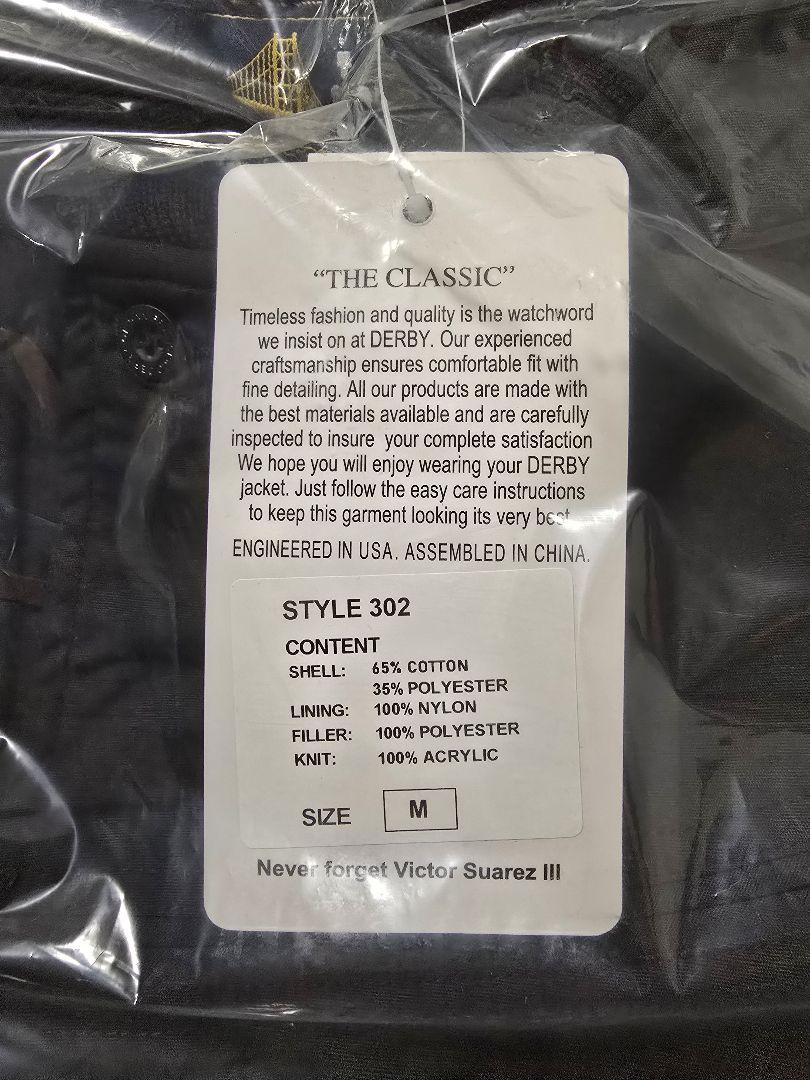 “THE CLASSIC”
Timeless fashion and quality is the watchword
we insist on at DERBY. Our experienced
craftsmanship ensures comfortable fit with
fine detailing. All our products are made with
the best materials available and are carefully
inspected to insure your complete satisfaction
We hope you will enjoy wearing your DERBY
jacket. Just follow the easy care instructions
to keep this garment looking its very best
ENGINEERED IN USA. ASSEMBLED IN CHINA.
STYLE 302
CONTENT
SHELL: 65% COTTON
35% POLYESTER
LINING: 100% NYLON
FILLER: 100% POLYESTER
KNIT: 100% ACRYLIC
SIZE M
Never forget Victor Suarez III